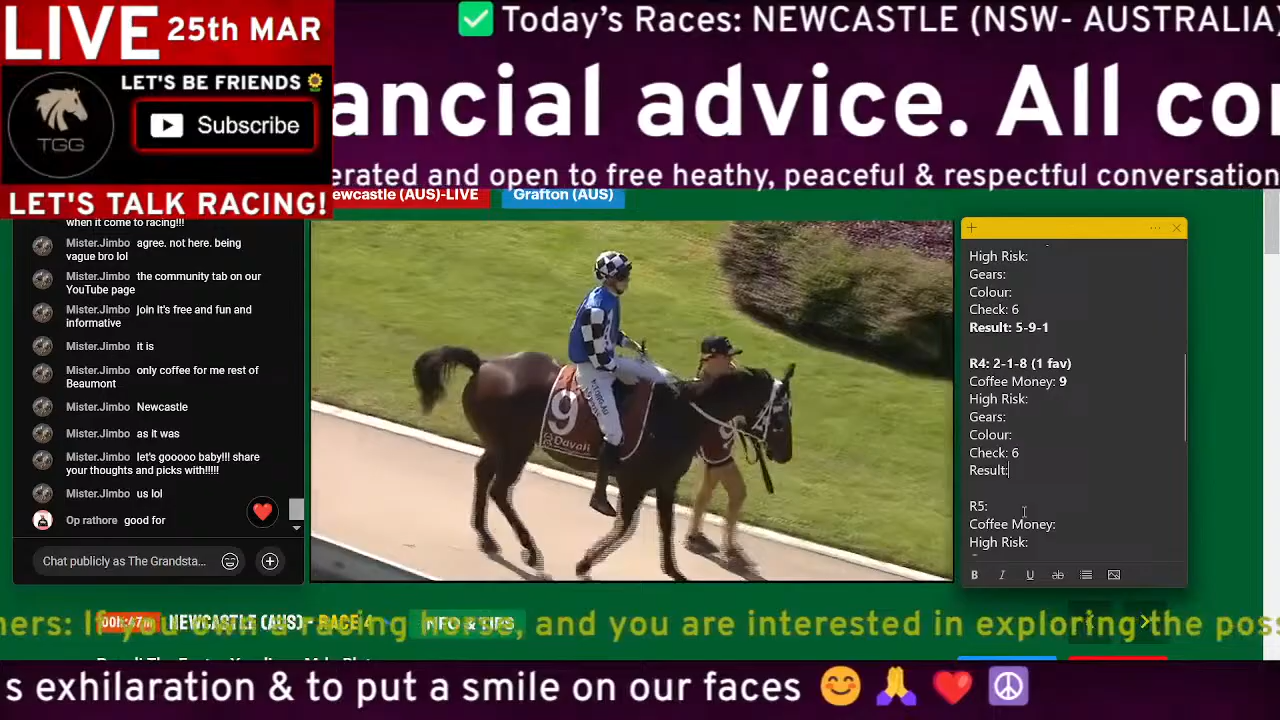 LIVE 25th MAR
✅ Today's Races: NEWCASTLE (NSW- AUSTRALIA)
LET'S BE FRIENDS 🌻
Subscribe
TGG
ancial advice. All co
erated and open to free heathy, peaceful & respectful conversation
LET'S TALK RACING!
ewcastle (AUS)-LIVE
Grafton (AUS)
when it come to racing!!!
Mister.Jimbo agree. not here. being
vague bro lol
Mister.Jimbo the community tab on our
YouTube page
Mister.Jimbo join it's free and fun and
informative
Mister.Jimbo it is
Mister.Jimbo only coffee for me rest of
Beaumont
Mister.Jimbo Newcastle
Mister.Jimbo as it was
Mister.Jimbo let's gooooo baby!!! share
your thoughts and picks with!!!!!
Mister.Jimbo us lol
Op rathore good for
Chat publicly as The Grandsta...
9
Davali
9
High Risk:
Gears:
Colour:
Check: 6
Result: 5-9-1
R4: 2-1-8 (1 fav)
Coffee Money: 9
High Risk:
Gears:
Colour:
Check: 6
Result:
R5:
Coffee Money:
High Risk:
B I U ab
NEWCASTLE (AUS) - RACE 4
INFO & TIPS
ners: If you own a racing horse, and you are interested in exploring the pos
s exhilaration & to put a smile on our faces 😊 🙏 ❤️ ☮️